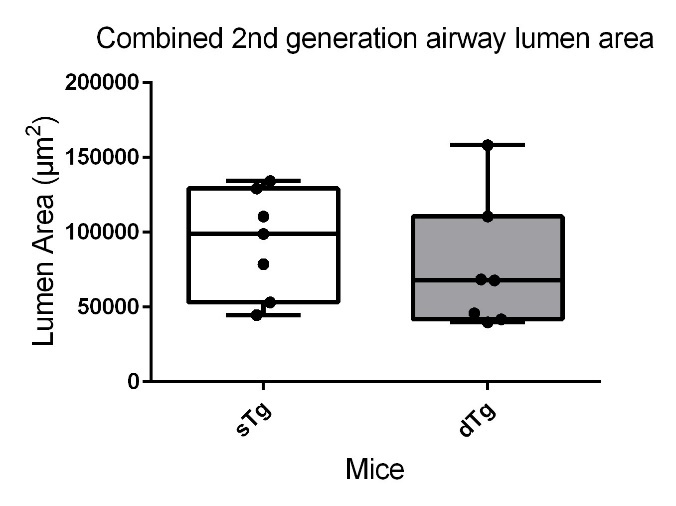 Combined 2nd generation airway lumen area
200000
150000
100000
50000
0
Lumen Area (µm²)
sTg
dTg
Mice